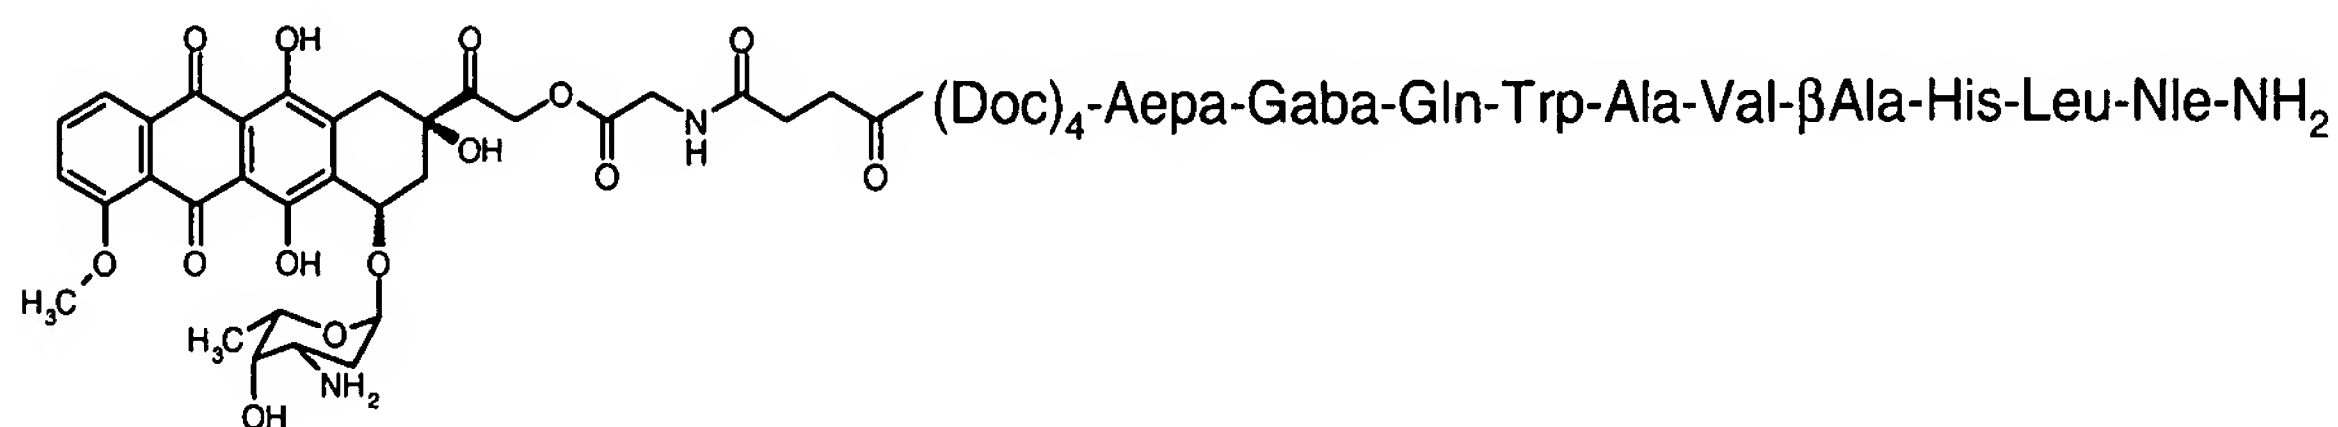 O OH O O
O O (Doc)4-Aepa-Gaba-Gln-Trp-Ala-Val-βAla-His-Leu-Nle-NH2
N
H
OH
O O
O O OH O
H3C
H3C O
NH2
OH